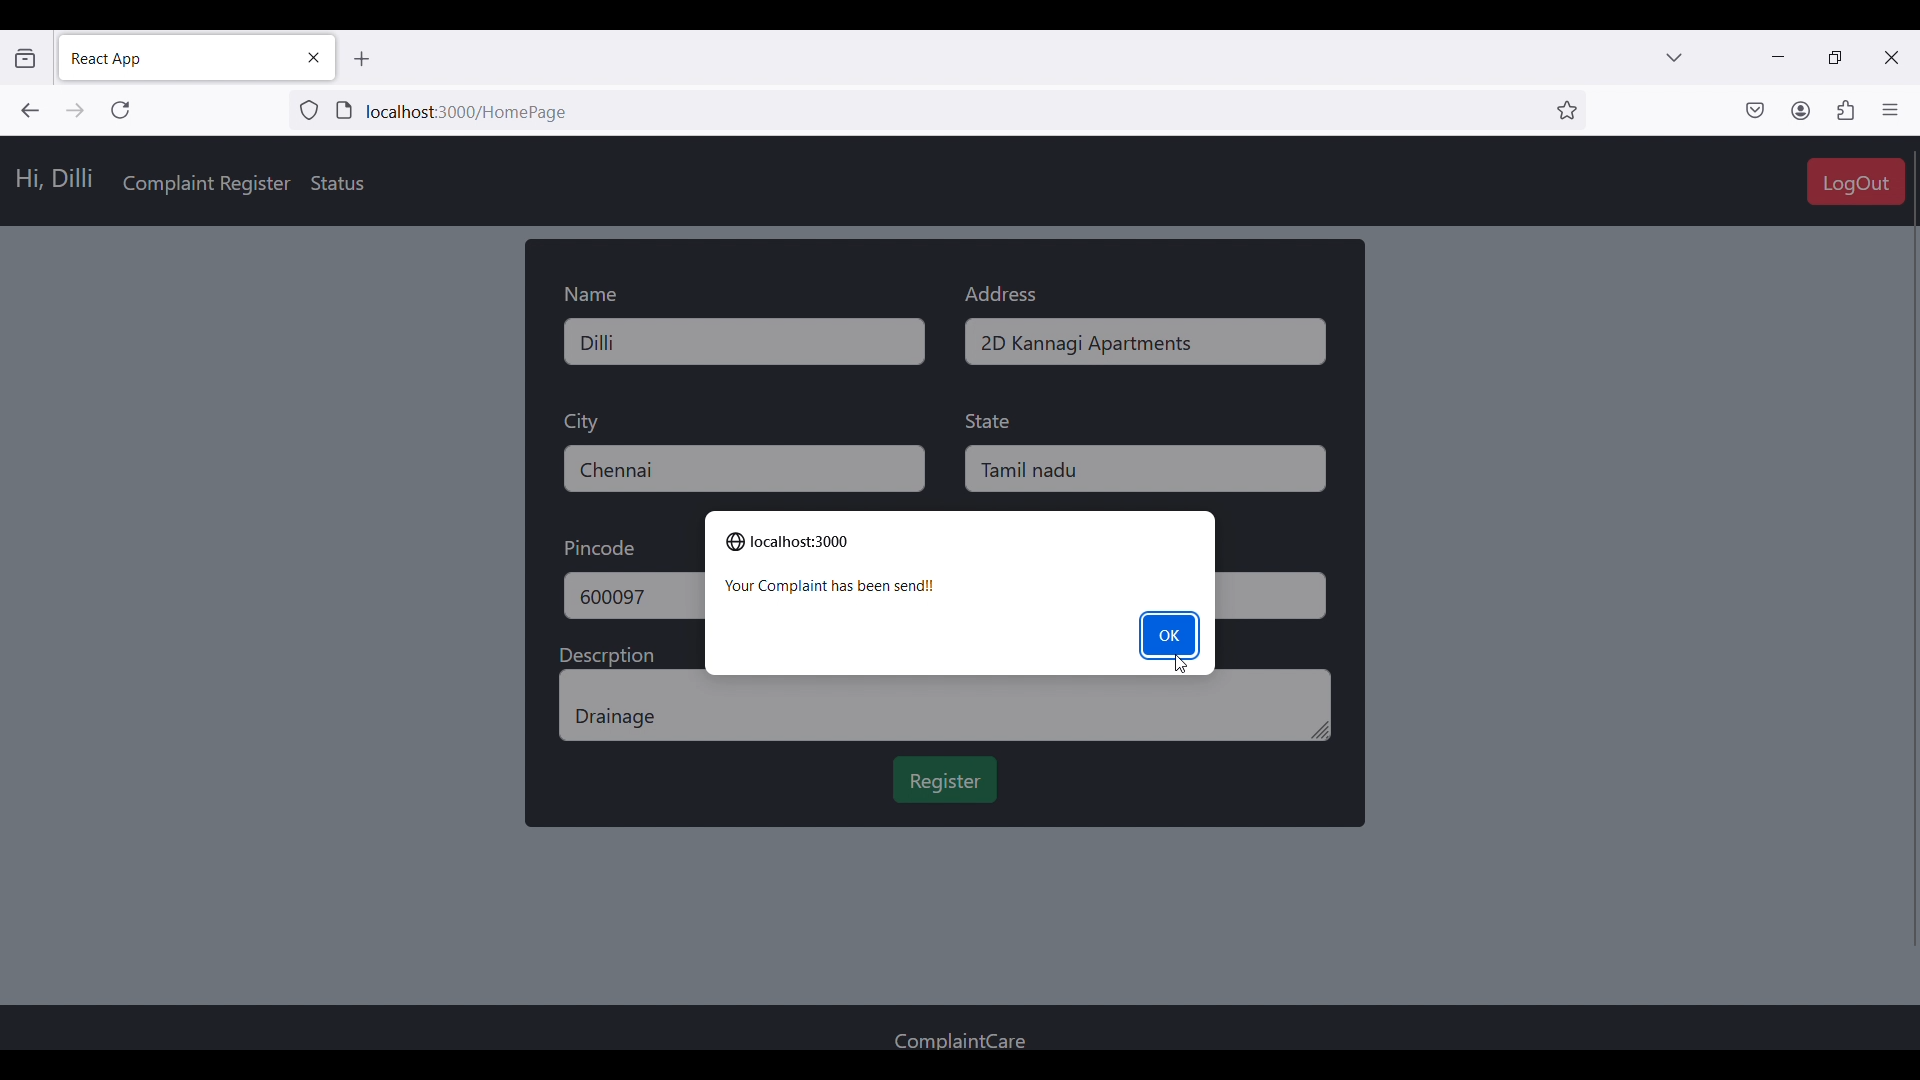 React App
localhost:3000/HomePage
Hi, Dilli Complaint Register Status LogOut
Name Address
Dilli 2D Kannagi Apartments
City State
Chennai Tamil nadu
Pincode
600097
localhost:3000
Your Complaint has been send!!
OK
Descrption
Drainage
Register
ComplaintCare